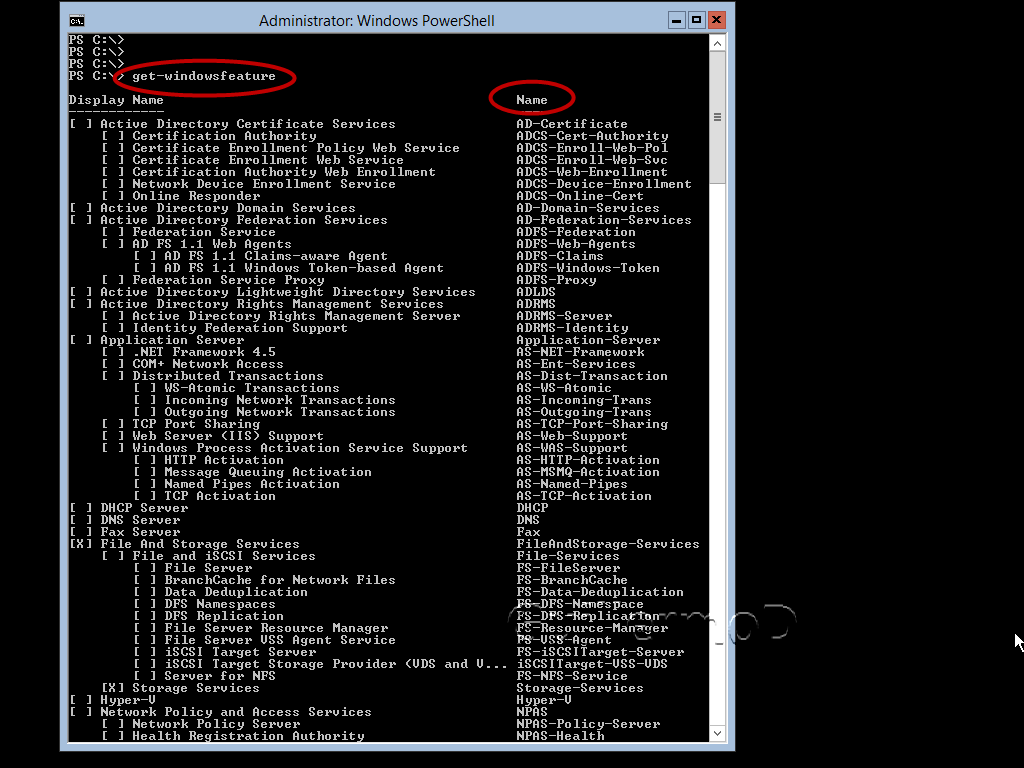 Administrator: Windows PowerShell
PS C:\>
PS C:\>
PS C:\>
PS C:\> get-windowsfeature
Display Name Name
------------ ----
[ ] Active Directory Certificate Services AD-Certificate
[ ] Certification Authority ADCS-Cert-Authority
[ ] Certificate Enrollment Policy Web Service ADCS-Enroll-Web-Pol
[ ] Certificate Enrollment Web Service ADCS-Enroll-Web-Svc
[ ] Certification Authority Web Enrollment ADCS-Web-Enrollment
[ ] Network Device Enrollment Service ADCS-Device-Enrollment
[ ] Online Responder ADCS-Online-Cert
[ ] Active Directory Domain Services AD-Domain-Services
[ ] Active Directory Federation Services AD-Federation-Services
[ ] Federation Service ADFS-Federation
[ ] AD FS 1.1 Web Agents ADFS-Web-Agents
[ ] AD FS 1.1 Claims-aware Agent ADFS-Claims
[ ] AD FS 1.1 Windows Token-based Agent ADFS-Windows-Token
[ ] Federation Service Proxy ADFS-Proxy
[ ] Active Directory Lightweight Directory Services ADLDS
[ ] Active Directory Rights Management Services ADRMS
[ ] Active Directory Rights Management Server ADRMS-Server
[ ] Identity Federation Support ADRMS-Identity
[ ] Application Server Application-Server
[ ] .NET Framework 4.5 AS-NET-Framework
[ ] COM+ Network Access AS-Ent-Services
[ ] Distributed Transactions AS-Dist-Transaction
[ ] WS-Atomic Transactions AS-WS-Atomic
[ ] Incoming Network Transactions AS-Incoming-Trans
[ ] Outgoing Network Transactions AS-Outgoing-Trans
[ ] TCP Port Sharing AS-TCP-Port-Sharing
[ ] Web Server (IIS) Support AS-Web-Support
[ ] Windows Process Activation Service Support AS-WAS-Support
[ ] HTTP Activation AS-HTTP-Activation
[ ] Message Queuing Activation AS-MSMQ-Activation
[ ] Named Pipes Activation AS-Named-Pipes
[ ] TCP Activation AS-TCP-Activation
[ ] DHCP Server DHCP
[ ] DNS Server DNS
[ ] Fax Server Fax
[X] File And Storage Services FileAndStorage-Services
[ ] File and iSCSI Services File-Services
[ ] File Server FS-FileServer
[ ] BranchCache for Network Files FS-BranchCache
[ ] Data Deduplication FS-Data-Deduplication
[ ] DFS Namespaces FS-DFS-Namespace
[ ] DFS Replication FS-DFS-Replication
[ ] File Server Resource Manager FS-Resource-Manager
[ ] File Server VSS Agent Service FS-VSS-Agent
[ ] iSCSI Target Server FS-iSCSITarget-Server
[ ] iSCSI Target Storage Provider (VDS and V... iSCSITarget-VSS-VDS
[ ] Server for NFS FS-NFS-Service
[X] Storage Services Storage-Services
[ ] Hyper-V Hyper-V
[ ] Network Policy and Access Services NPAS
[ ] Network Policy Server NPAS-Policy-Server
[ ] Health Registration Authority NPAS-Health